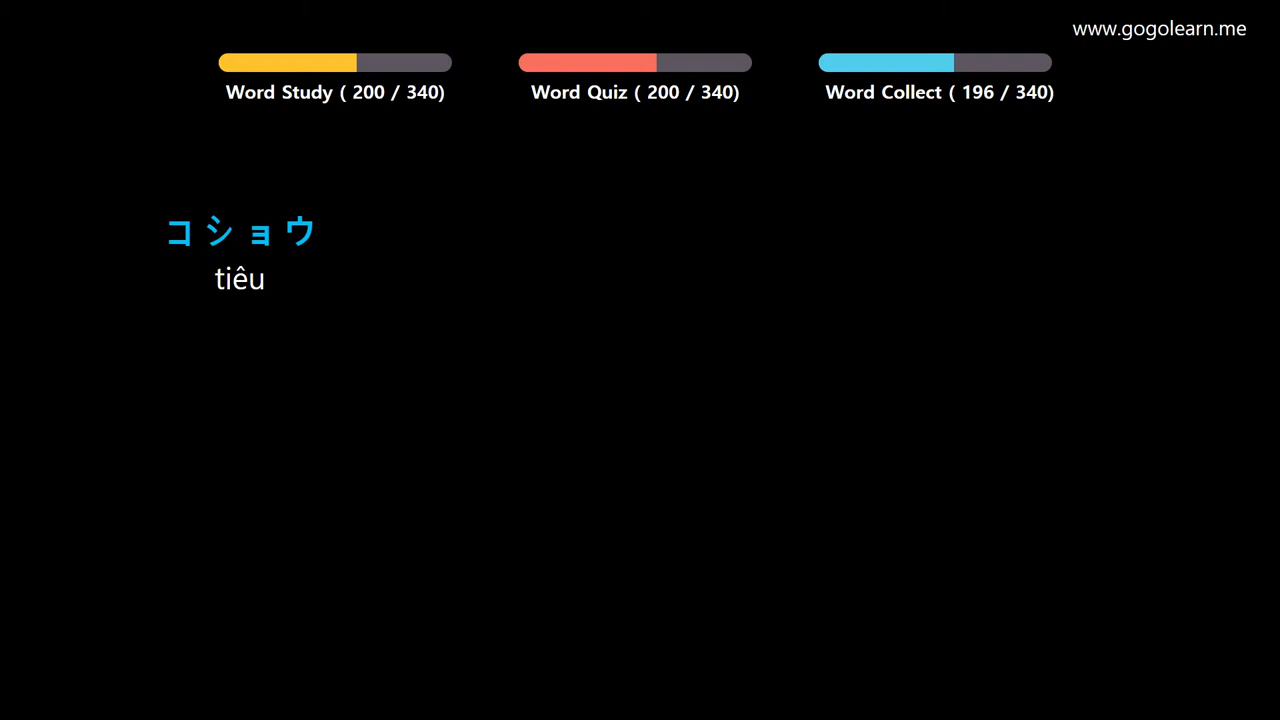 www.gogolearn.me
Word Study ( 200 / 340)
Word Quiz ( 200 / 340)
Word Collect ( 196 / 340)
コショウ
tiêu